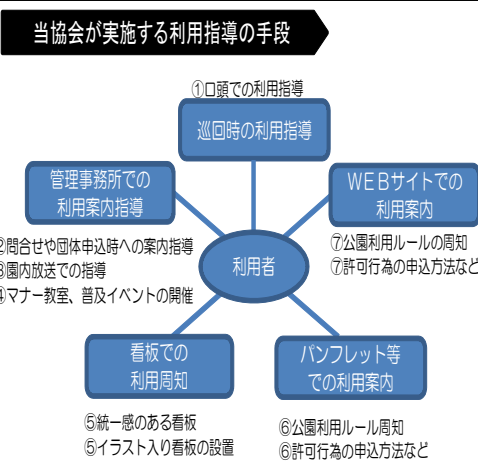 当協会が実施する利用指導の手段
①口頭での利用指導
巡回時の利用指導
管理事務所での
利用案内指導
②問合せや団体申込時への案内指導
③園内放送での指導
④マナー教室、普及イベントの開催
WEBサイトでの
利用案内
⑦公園利用ルールの周知
⑦許可行為の申込方法など
利用者
看板での
利用周知
⑤統一感のある看板
⑤イラスト入り看板の設置
パンフレット等
での利用案内
⑥公園利用ルール周知
⑥許可行為の申込方法など